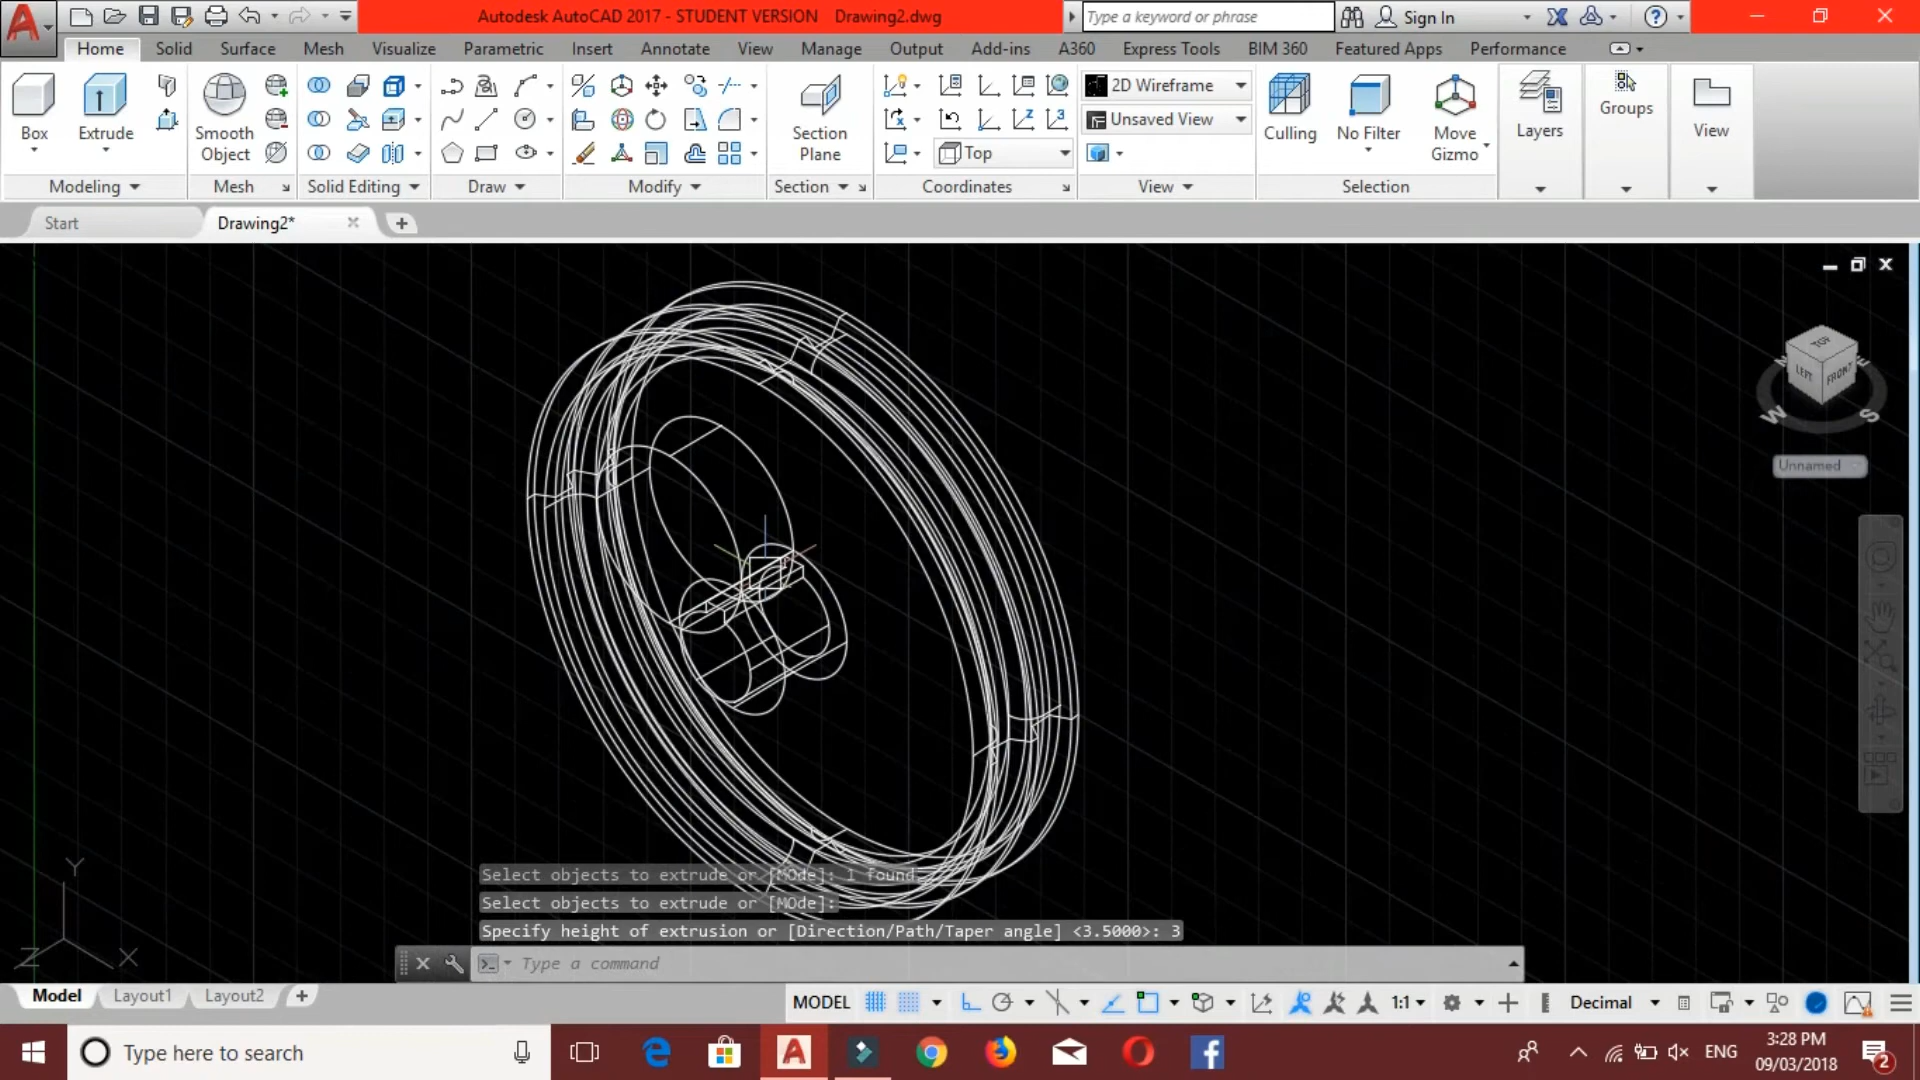 Autodesk AutoCAD 2017 - STUDENT VERSION Drawing2.dwg
Type a keyword or phrase
Sign In
Home Solid Surface Mesh Visualize Parametric Insert Annotate View Manage Output Add-ins A360 Express Tools BIM 360 Featured Apps Performance
Box
Extrude
Smooth
Object
Section
Plane
2D Wireframe
Unsaved View
Top
Culling
No Filter
Move
Gizmo
Layers
Groups
View
Modeling Mesh Solid Editing Draw Modify Section Coordinates View Selection
Start Drawing2*
TOP
LEFT FRONT
W S
Unnamed
Select objects to extrude or [MOde]: 1 found
Select objects to extrude or [MOde]:
Specify height of extrusion or [Direction/Path/Taper angle] <3.5000>: 3
Type a command
Y
Z X
Model Layout1 Layout2
MODEL 1:1 Decimal
Type here to search
ENG
3:28 PM
09/03/2018
2